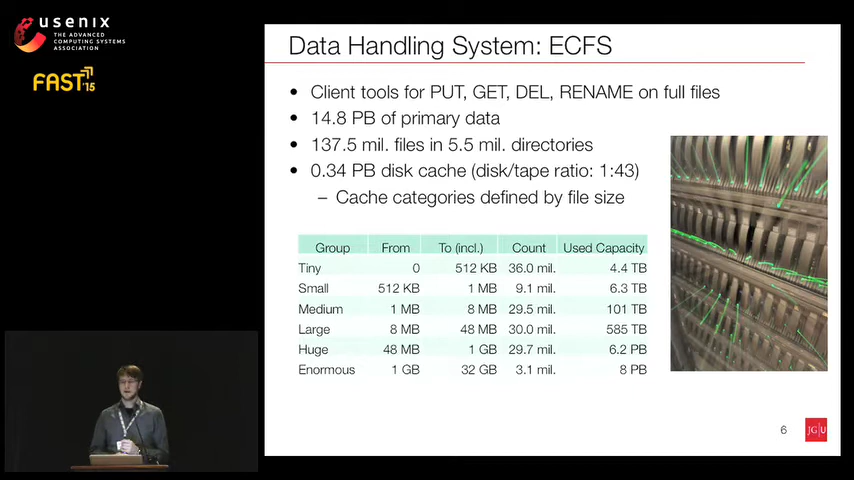 usenix
THE ADVANCED
COMPUTING SYSTEMS
ASSOCIATION
FAST '15
Data Handling System: ECFS
• Client tools for PUT, GET, DEL, RENAME on full files
• 14.8 PB of primary data
• 137.5 mil. files in 5.5 mil. directories
• 0.34 PB disk cache (disk/tape ratio: 1:43)
– Cache categories defined by file size
Group From To (incl.) Count Used Capacity
Tiny 0 512 KB 36.0 mil. 4.4 TB
Small 512 KB 1 MB 9.1 mil. 6.3 TB
Medium 1 MB 8 MB 29.5 mil. 101 TB
Large 8 MB 48 MB 30.0 mil. 585 TB
Huge 48 MB 1 GB 29.7 mil. 6.2 PB
Enormous 1 GB 32 GB 3.1 mil. 8 PB
6
JG|U